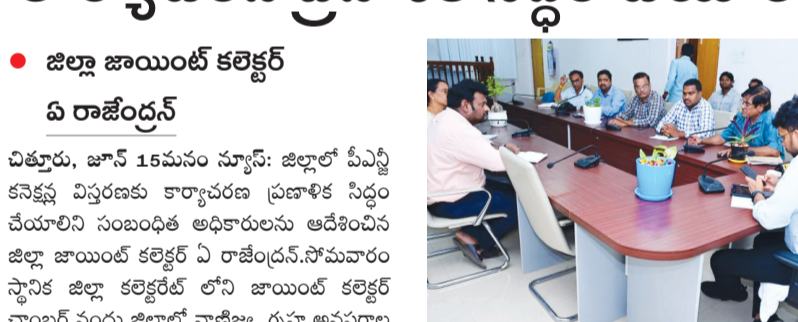 జిల్లా జాయింట్ కలెక్టర్
ఏ రాజేంద్రన్
చిత్తూరు, జూన్ 15మనం న్యూస్: జిల్లాలో పీఎన్జీ
కనెక్షన్ల విస్తరణకు కార్యాచరణ ప్రణాళిక సిద్ధం
చేయాలిని సంబంధిత అధికారులను ఆదేశించిన
జిల్లా జాయింట్ కలెక్టర్ ఏ రాజేంద్రన్.సోమవారం
స్థానిక జిల్లా కలెక్టరేట్ లోని జాయింట్ కలెక్టర్